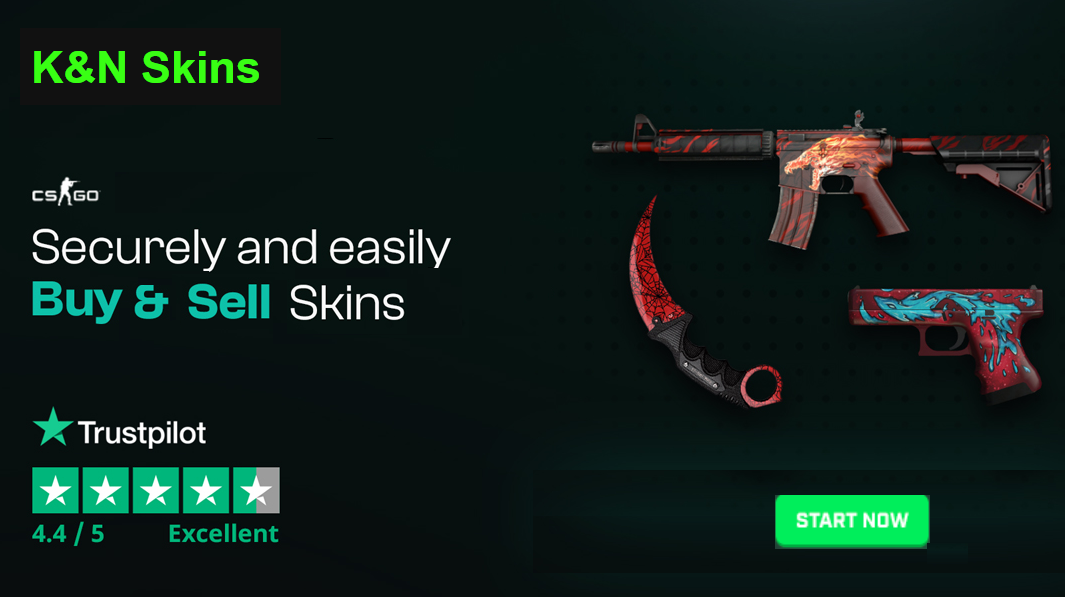 K&N Skins
CS GO
Securely and easily
Buy & Sell Skins
Trustpilot
4.4 / 5 Excellent
START NOW